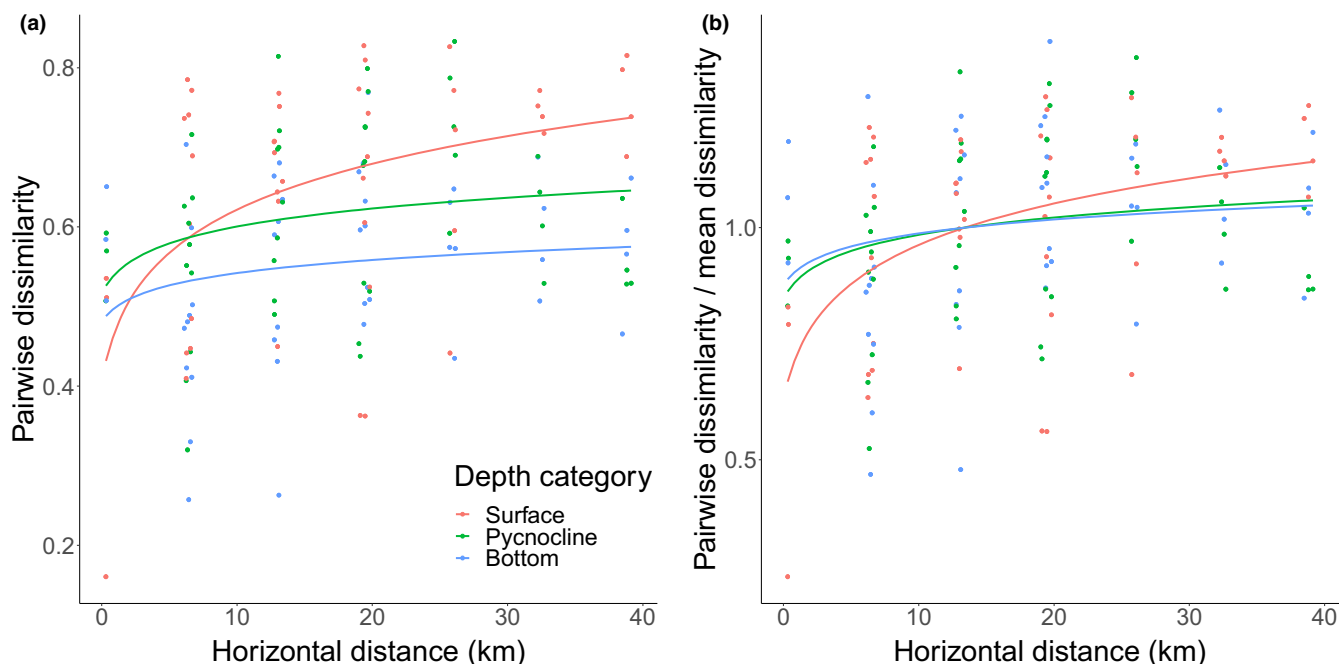 (a)
Pairwise dissimilarity
0.8
0.6
0.4
0.2
Depth category
Surface
Pycnocline
Bottom
0
10
20
30
40
Horizontal distance (km)
(b)
Pairwise dissimilarity / mean dissimilarity
1.0
0.5
0
10
20
30
40
Horizontal distance (km)